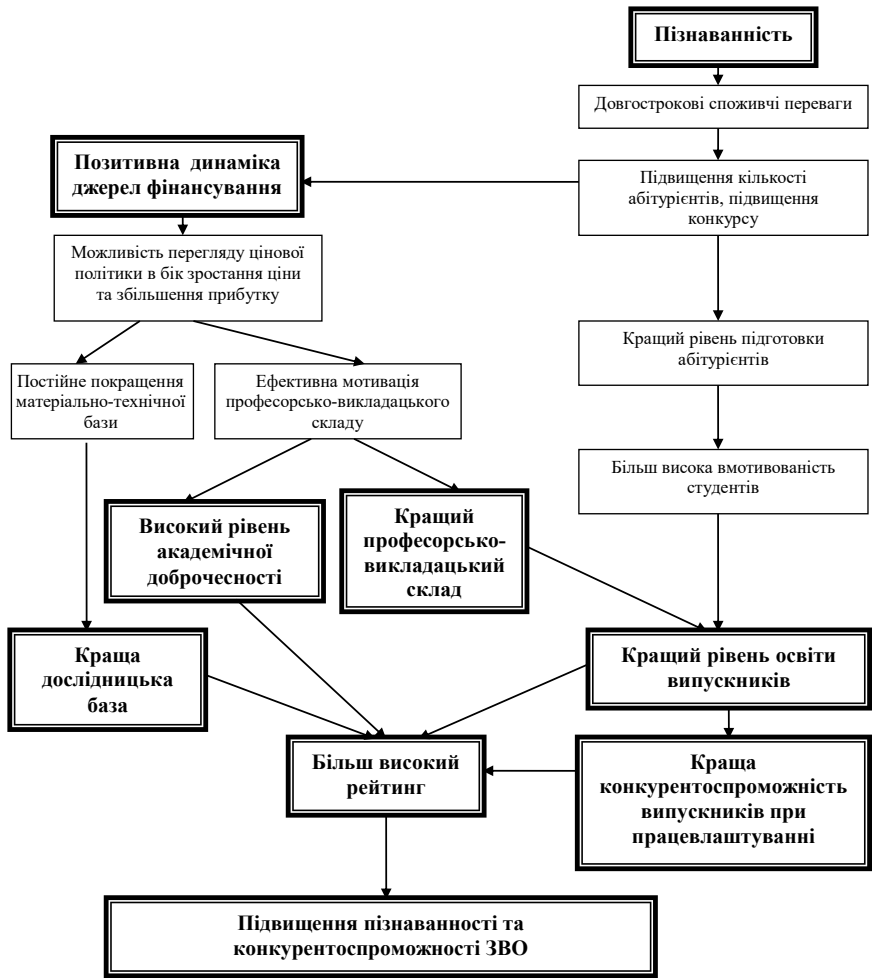 Пізнаванність
Довгострокові споживчі переваги
Позитивна динаміка
джерел фінансування
Підвищення кількості
абітурієнтів, підвищення
конкурсу
Можливість перегляду цінової
політики в бік зростання ціни
та збільшення прибутку
Кращий рівень підготовки
абітурієнтів
Постійне покращення
матеріально-технічної
бази
Ефективна мотивація
професорсько-викладацького
складу
Більш висока вмотивованість
студентів
Високий рівень
академічної
доброчесності
Кращий
професорсько-
викладацький
склад
Краща
дослідницька
база
Кращий рівень освіти
випускників
Більш високий
рейтинг
Краща
конкурентоспроможність
випускників при
працевлаштуванні
Підвищення пізнаванності та
конкурентоспроможності ЗВО